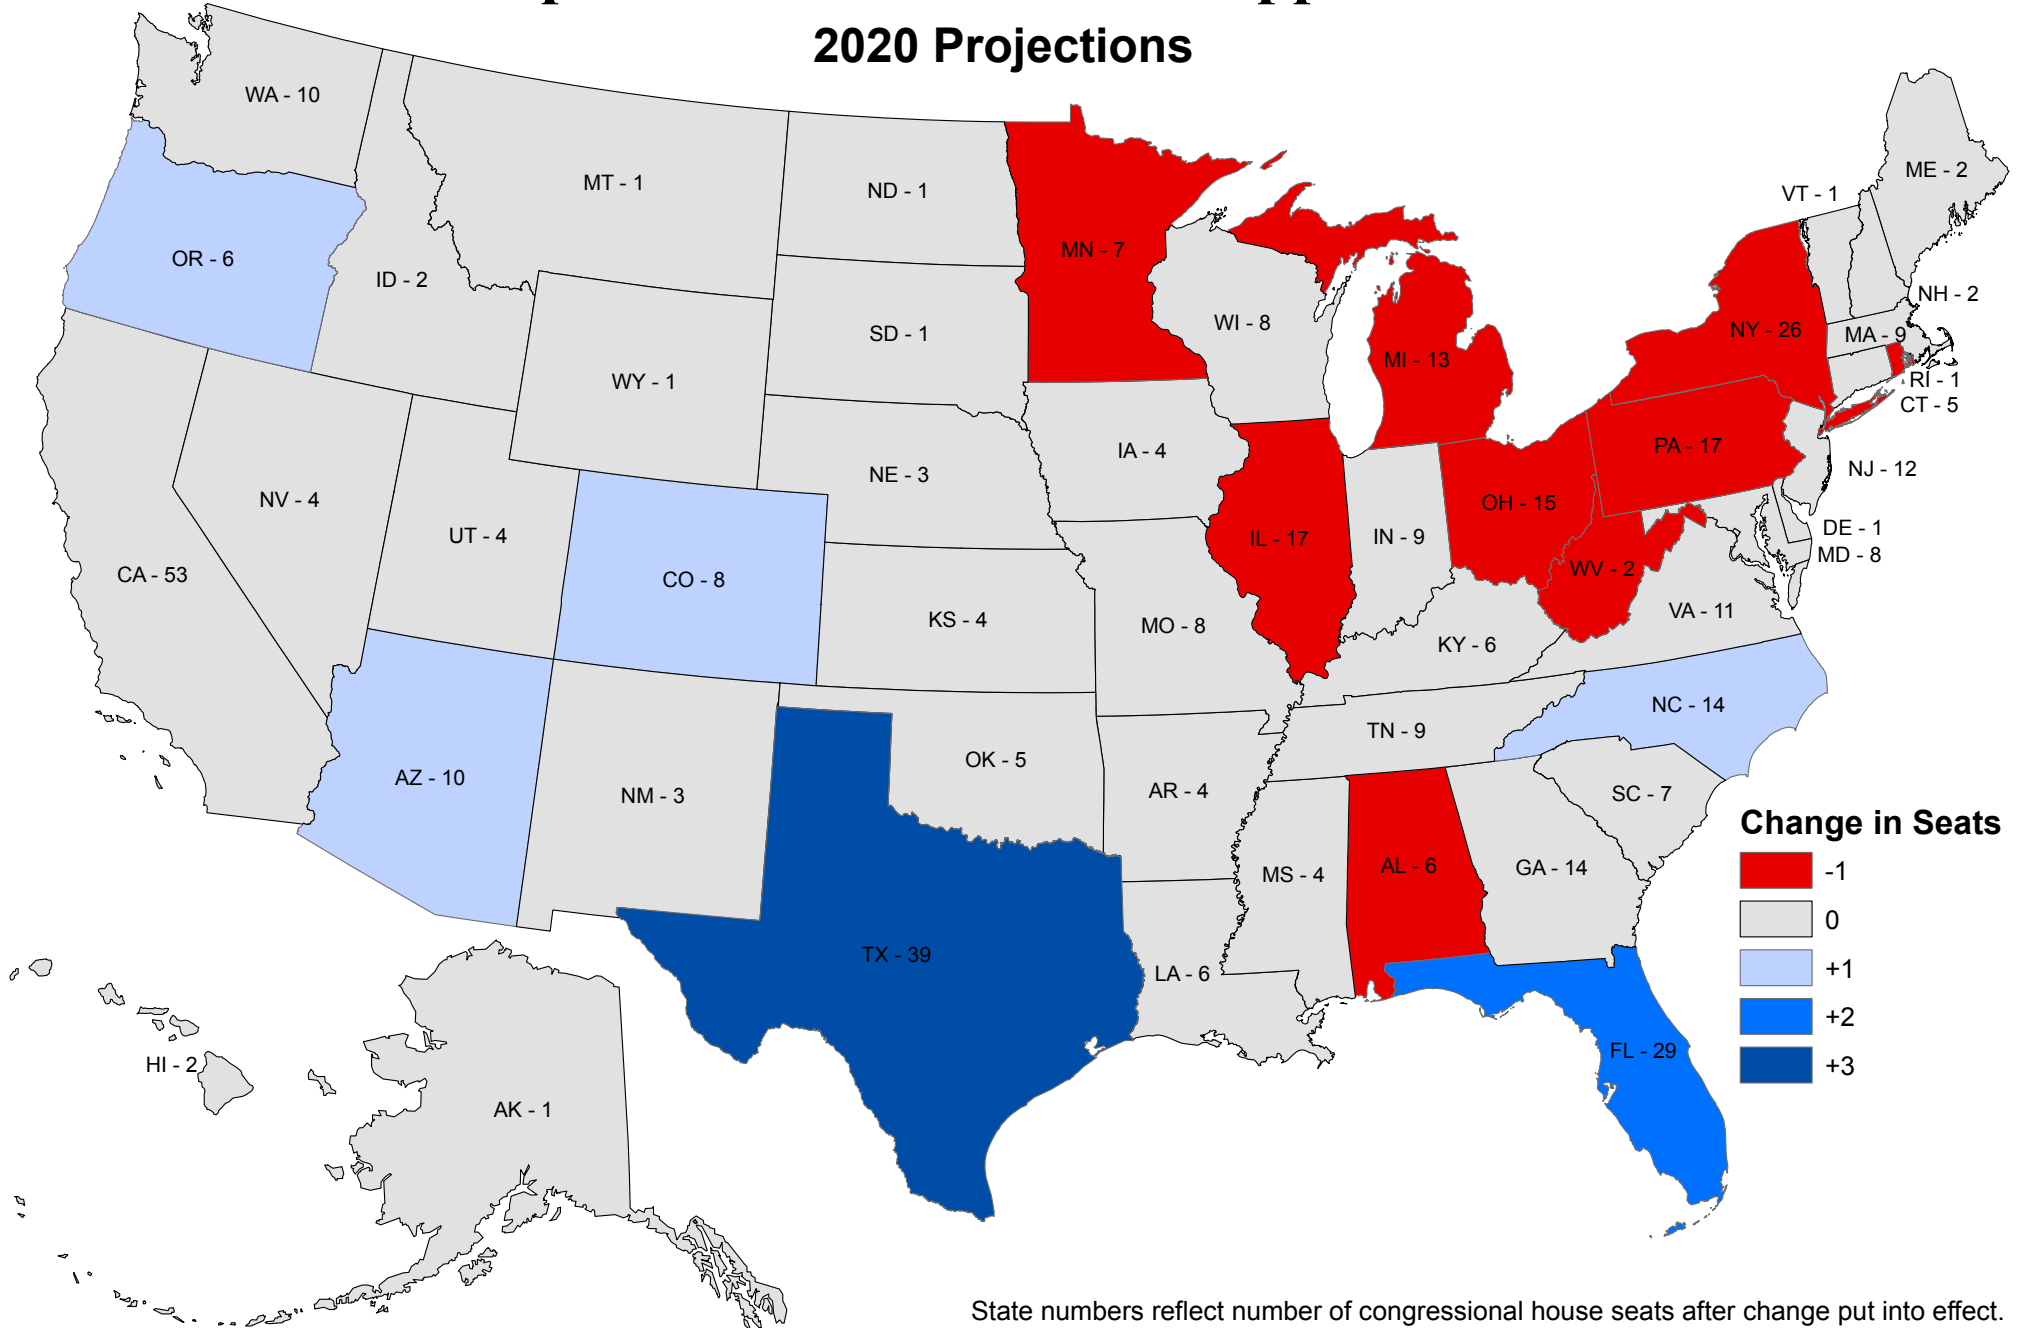 2020 Projections
WA - 10
MT - 1
ND - 1
MN - 7
ME - 2
VT - 1
OR - 6
ID - 2
NH - 2
SD - 1
WI - 8
NY - 26
MA - 9
MI - 13
WY - 1
RI - 1
CT - 5
IA - 4
PA - 17
NJ - 12
NE - 3
NV - 4
OH - 15
UT - 4
IL - 17
IN - 9
DE - 1
MD - 8
CA - 53
CO - 8
WV - 2
KS - 4
MO - 8
VA - 11
KY - 6
NC - 14
TN - 9
OK - 5
AZ - 10
NM - 3
AR - 4
SC - 7
MS - 4
AL - 6
GA - 14
TX - 39
LA - 6
FL - 29
HI - 2
AK - 1
Change in Seats
-1
0
+1
+2
+3
State numbers reflect number of congressional house seats after change put into effect.